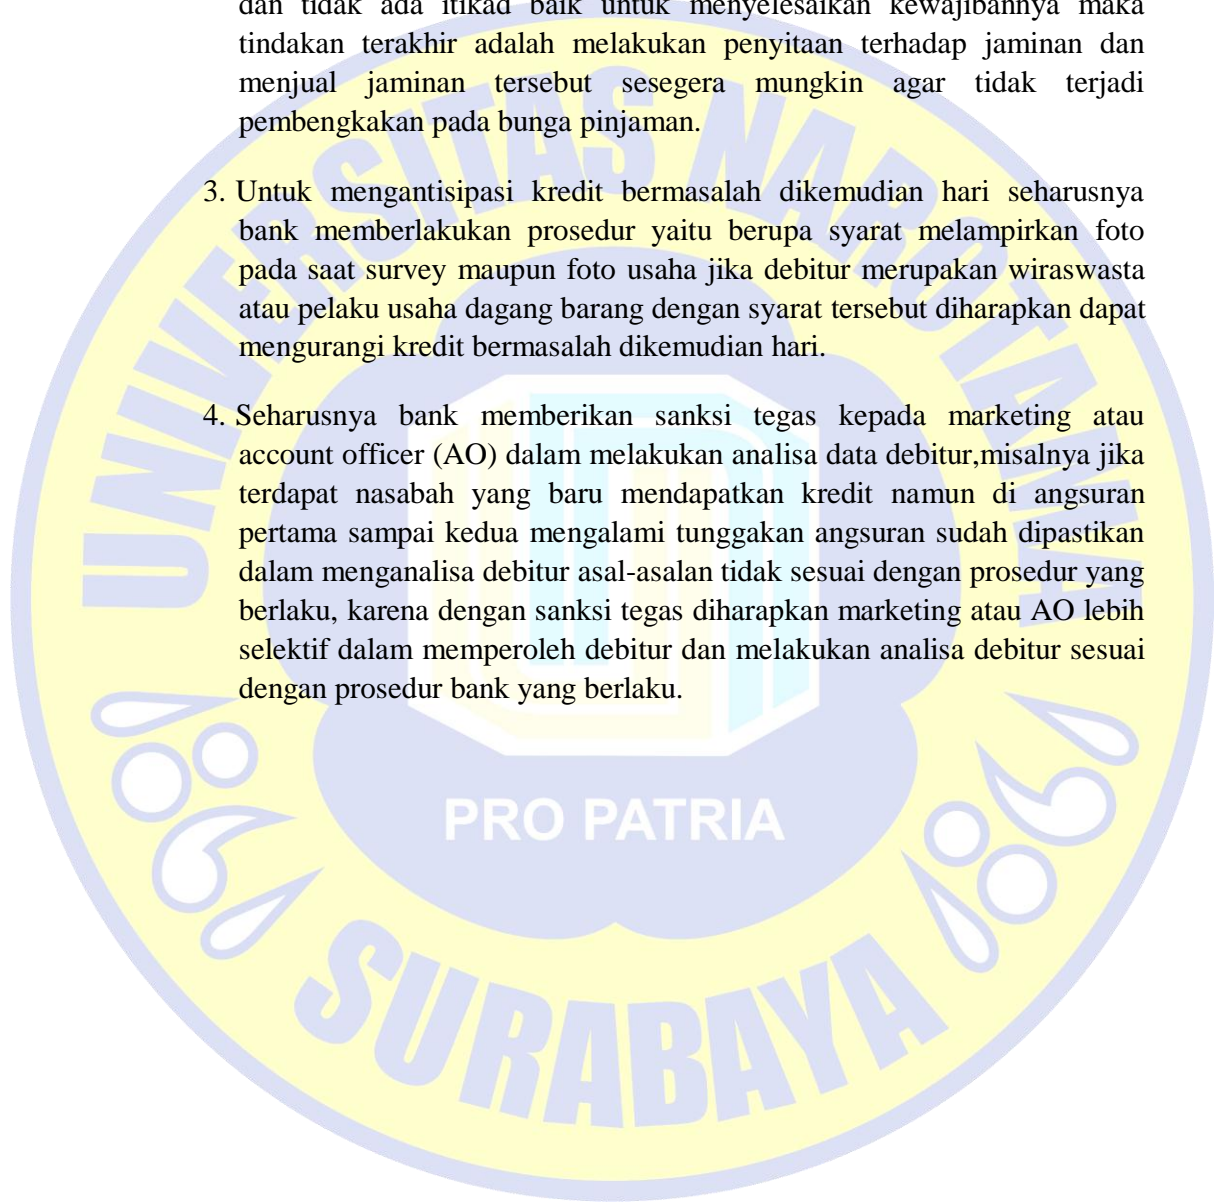 dan tidak ada itikad baik untuk menyelesaikan kewajibannya maka
tindakan terakhir adalah melakukan penyitaan terhadap jaminan dan
menjual jaminan tersebut sesegera mungkin agar tidak terjadi
pembengkakan pada bunga pinjaman.
3. Untuk mengantisipasi kredit bermasalah dikemudian hari seharusnya
bank memberlakukan prosedur yaitu berupa syarat melampirkan foto
pada saat survey maupun foto usaha jika debitur merupakan wiraswasta
atau pelaku usaha dagang barang dengan syarat tersebut diharapkan dapat
mengurangi kredit bermasalah dikemudian hari.
4. Seharusnya bank memberikan sanksi tegas kepada marketing atau
account officer (AO) dalam melakukan analisa data debitur,misalnya jika
terdapat nasabah yang baru mendapatkan kredit namun di angsuran
pertama sampai kedua mengalami tunggakan angsuran sudah dipastikan
dalam menganalisa debitur asal-asalan tidak sesuai dengan prosedur yang
berlaku, karena dengan sanksi tegas diharapkan marketing atau AO lebih
selektif dalam memperoleh debitur dan melakukan analisa debitur sesuai
dengan prosedur bank yang berlaku.
UNIVERSITAS NAROTAMA
PRO PATRIA
SURABAYA